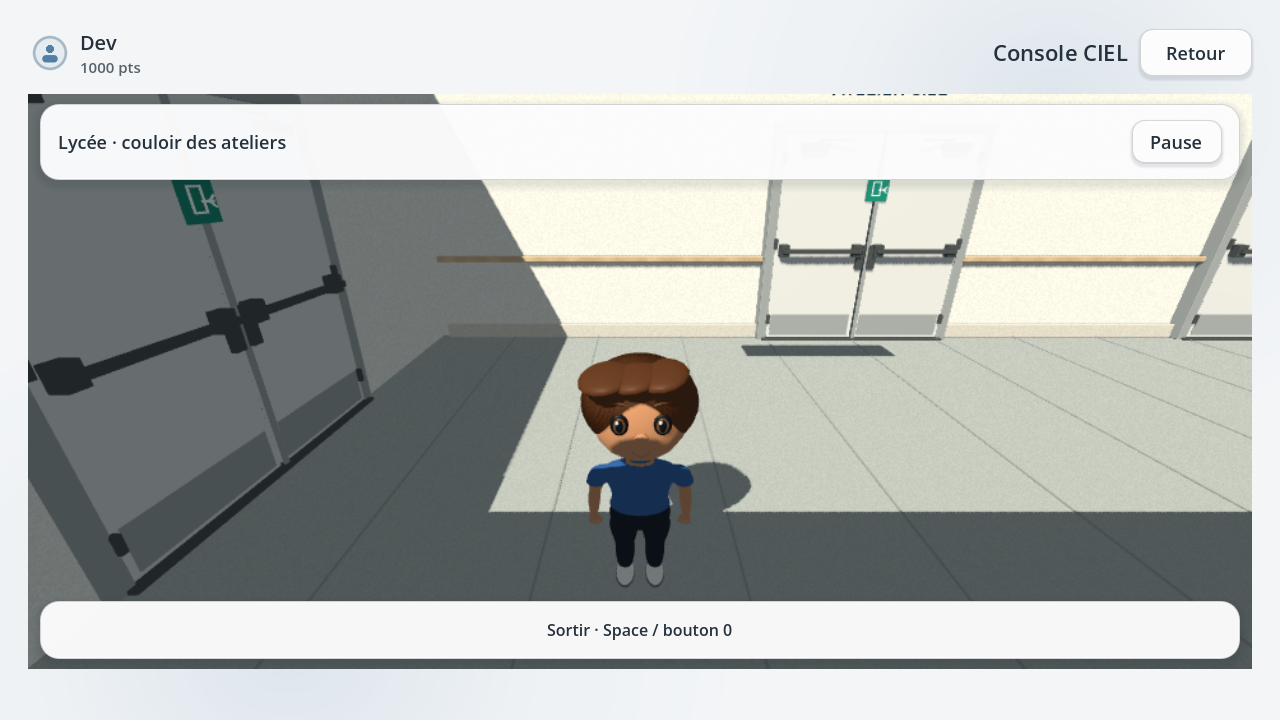 Dev
1000 pts
Console CIEL
Retour
Lycée · couloir des ateliers
Pause
Sortir · Space / bouton 0